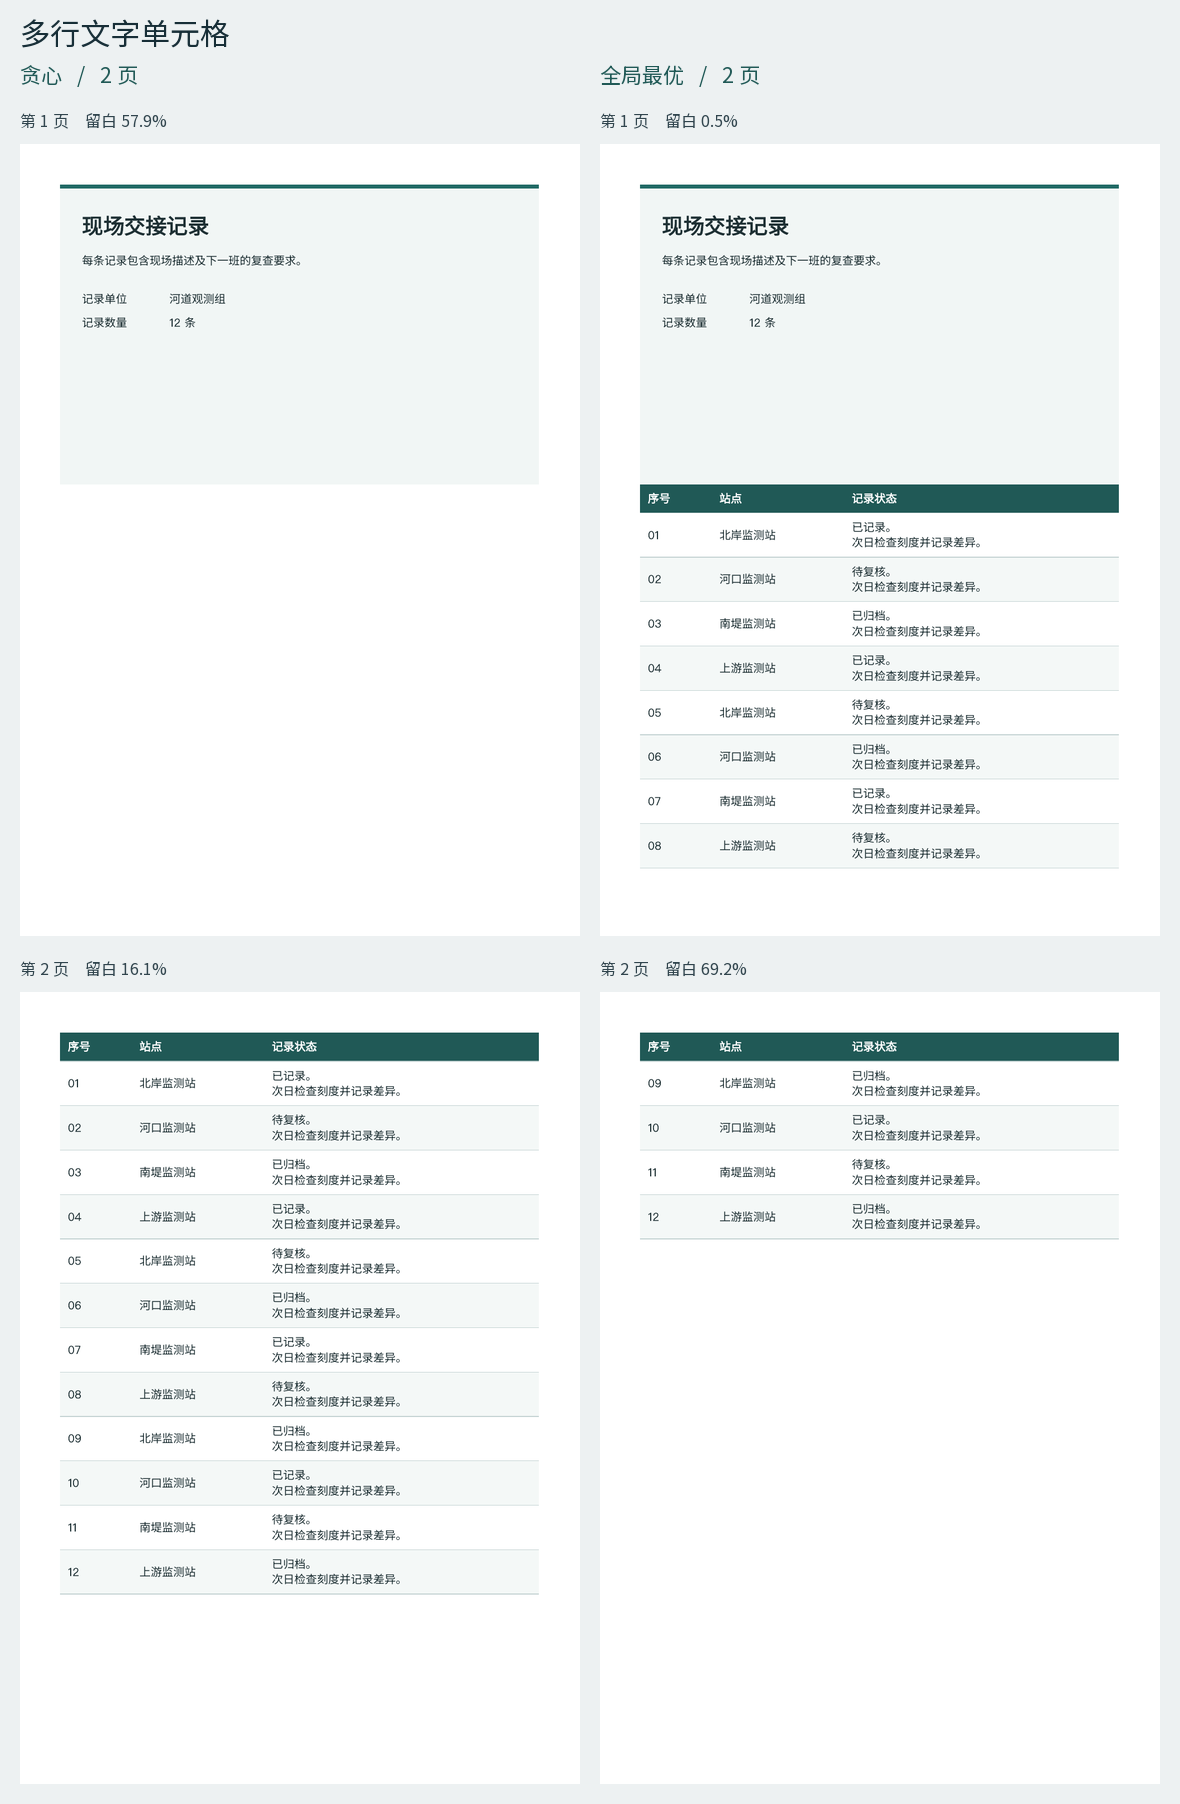 多行文字单元格
贪心 / 2 页
第 1 页 留白 57.9%
现场交接记录
每条记录包含现场描述及下一班的复查要求。
记录单位 河道观测组
记录数量 12 条
第 2 页 留白 16.1%
序号 站点 记录状态
01 北岸监测站 已记录。
次日检查刻度并记录差异。
02 河口监测站 待复核。
次日检查刻度并记录差异。
03 南堤监测站 已归档。
次日检查刻度并记录差异。
04 上游监测站 已记录。
次日检查刻度并记录差异。
05 北岸监测站 待复核。
次日检查刻度并记录差异。
06 河口监测站 已归档。
次日检查刻度并记录差异。
07 南堤监测站 已记录。
次日检查刻度并记录差异。
08 上游监测站 待复核。
次日检查刻度并记录差异。
09 北岸监测站 已归档。
次日检查刻度并记录差异。
10 河口监测站 已记录。
次日检查刻度并记录差异。
11 南堤监测站 待复核。
次日检查刻度并记录差异。
12 上游监测站 已归档。
次日检查刻度并记录差异。
全局最优 / 2 页
第 1 页 留白 0.5%
现场交接记录
每条记录包含现场描述及下一班的复查要求。
记录单位 河道观测组
记录数量 12 条
序号 站点 记录状态
01 北岸监测站 已记录。
次日检查刻度并记录差异。
02 河口监测站 待复核。
次日检查刻度并记录差异。
03 南堤监测站 已归档。
次日检查刻度并记录差异。
04 上游监测站 已记录。
次日检查刻度并记录差异。
05 北岸监测站 待复核。
次日检查刻度并记录差异。
06 河口监测站 已归档。
次日检查刻度并记录差异。
07 南堤监测站 已记录。
次日检查刻度并记录差异。
08 上游监测站 待复核。
次日检查刻度并记录差异。
第 2 页 留白 69.2%
序号 站点 记录状态
09 北岸监测站 已归档。
次日检查刻度并记录差异。
10 河口监测站 已记录。
次日检查刻度并记录差异。
11 南堤监测站 待复核。
次日检查刻度并记录差异。
12 上游监测站 已归档。
次日检查刻度并记录差异。